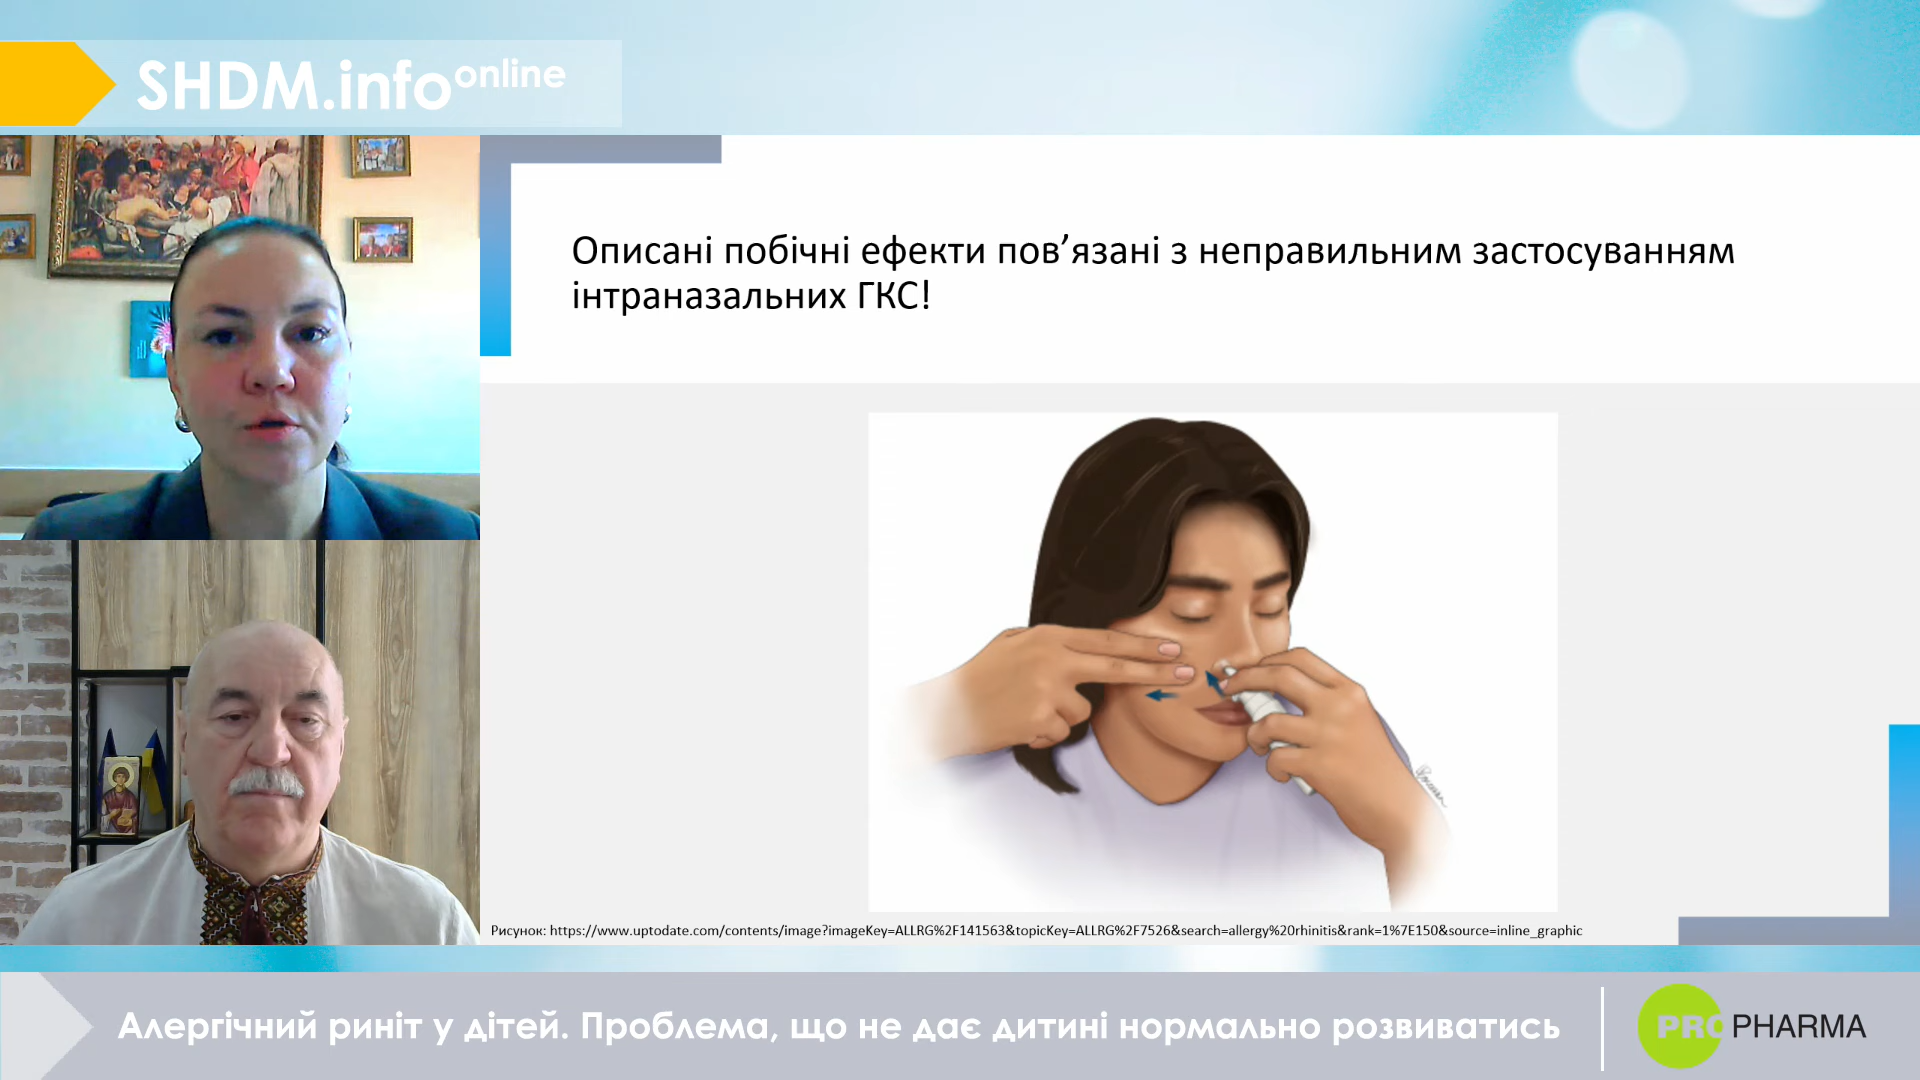 SHDM.info online
Описані побічні ефекти пов’язані з неправильним застосуванням
інтраназальних ГКС!
Рисунок: https://www.uptodate.com/contents/image?imageKey=ALLRG%2F141563&topicKey=ALLRG%2F7526&search=allergy%20rhinitis&rank=1%7E150&source=inline_graphic
Алергічний риніт у дітей. Проблема, що не дає дитині нормально розвиватись
PRO PHARMA